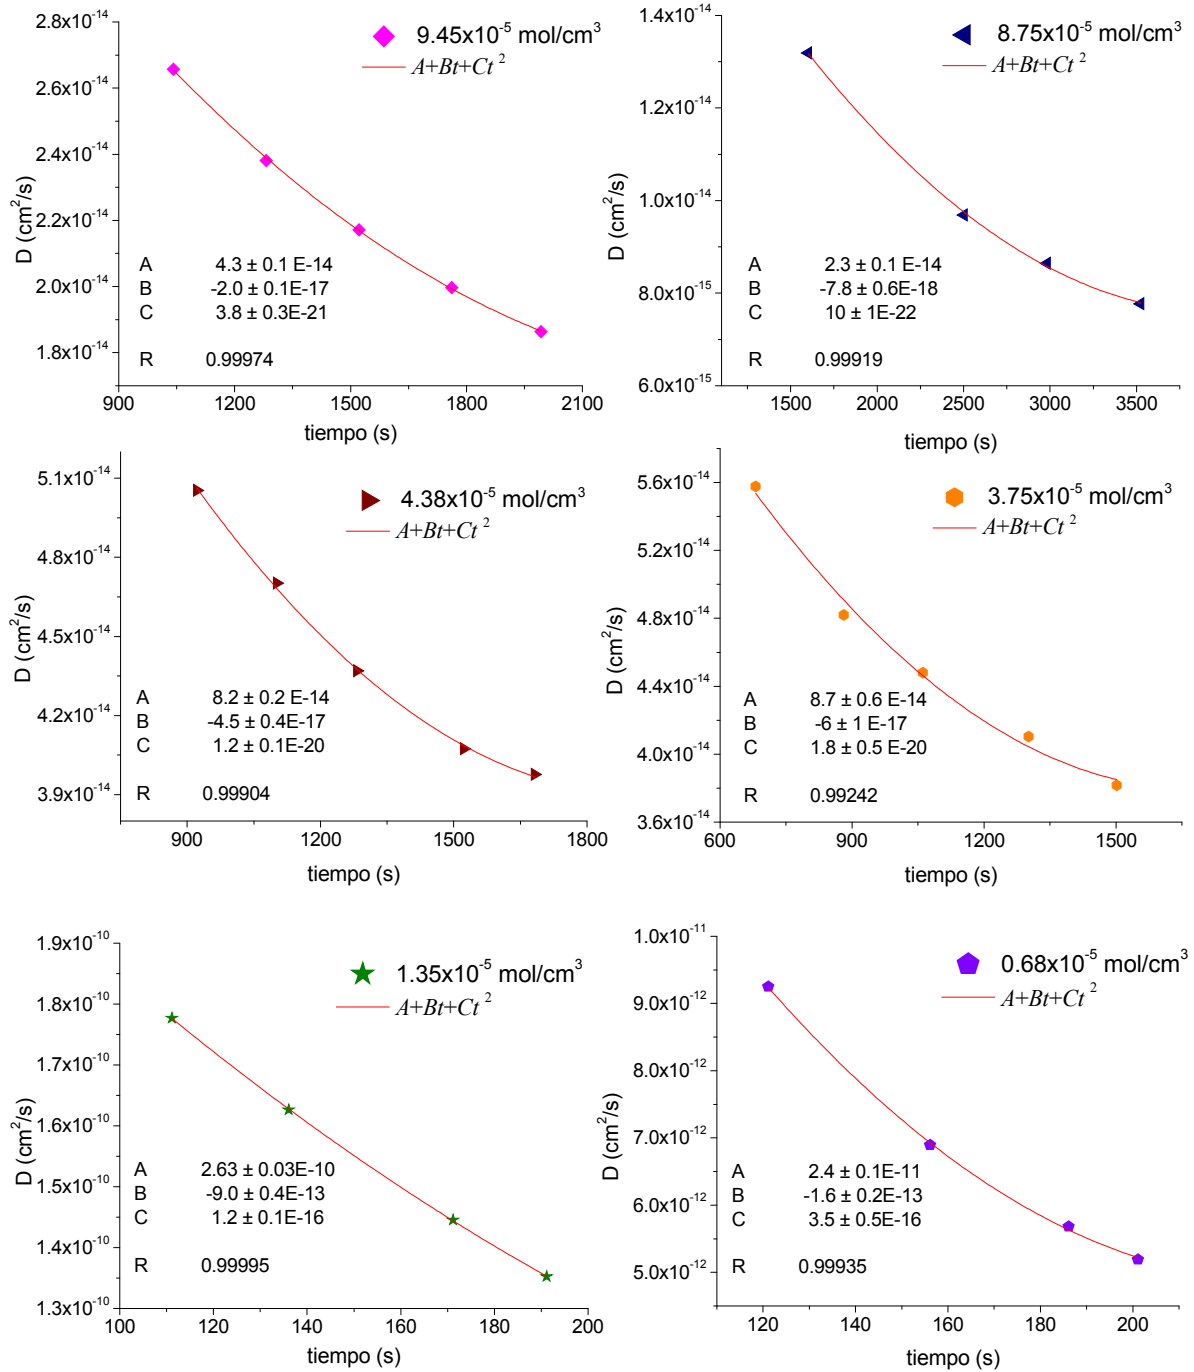 9.45x10⁻⁵ mol/cm³
A+Bt+Ct²
2.8x10⁻¹⁴
2.6x10⁻¹⁴
2.4x10⁻¹⁴
2.2x10⁻¹⁴
2.0x10⁻¹⁴
1.8x10⁻¹⁴
D (cm²/s)
A 4.3 ± 0.1 E-14
B -2.0 ± 0.1E-17
C 3.8 ± 0.3E-21
R 0.99974
900 1200 1500 1800 2100
tiempo (s)
8.75x10⁻⁵ mol/cm³
A+Bt+Ct²
1.4x10⁻¹⁴
1.2x10⁻¹⁴
1.0x10⁻¹⁴
8.0x10⁻¹⁵
6.0x10⁻¹⁵
D (cm²/s)
A 2.3 ± 0.1 E-14
B -7.8 ± 0.6E-18
C 10 ± 1E-22
R 0.99919
1500 2000 2500 3000 3500
tiempo (s)
4.38x10⁻⁵ mol/cm³
A+Bt+Ct²
5.1x10⁻¹⁴
4.8x10⁻¹⁴
4.5x10⁻¹⁴
4.2x10⁻¹⁴
3.9x10⁻¹⁴
D (cm²/s)
A 8.2 ± 0.2 E-14
B -4.5 ± 0.4E-17
C 1.2 ± 0.1E-20
R 0.99904
900 1200 1500 1800
tiempo (s)
3.75x10⁻⁵ mol/cm³
A+Bt+Ct²
5.6x10⁻¹⁴
5.2x10⁻¹⁴
4.8x10⁻¹⁴
4.4x10⁻¹⁴
4.0x10⁻¹⁴
3.6x10⁻¹⁴
D (cm²/s)
A 8.7 ± 0.6 E-14
B -6 ± 1 E-17
C 1.8 ± 0.5 E-20
R 0.99242
600 900 1200 1500
tiempo (s)
1.35x10⁻⁵ mol/cm³
A+Bt+Ct²
1.9x10⁻¹⁰
1.8x10⁻¹⁰
1.7x10⁻¹⁰
1.6x10⁻¹⁰
1.5x10⁻¹⁰
1.4x10⁻¹⁰
1.3x10⁻¹⁰
D (cm²/s)
A 2.63 ± 0.03E-10
B -9.0 ± 0.4E-13
C 1.2 ± 0.1E-16
R 0.99995
100 120 140 160 180 200
tiempo (s)
0.68x10⁻⁵ mol/cm³
A+Bt+Ct²
1.0x10⁻¹¹
9.0x10⁻¹²
8.0x10⁻¹²
7.0x10⁻¹²
6.0x10⁻¹²
5.0x10⁻¹²
D (cm²/s)
A 2.4 ± 0.1E-11
B -1.6 ± 0.2E-13
C 3.5 ± 0.5E-16
R 0.99935
120 140 160 180 200
tiempo (s)